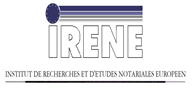 IRENE
INSTITUT DE RECHERCHES ET D'ETUDES NOTARIALES EUROPEEN